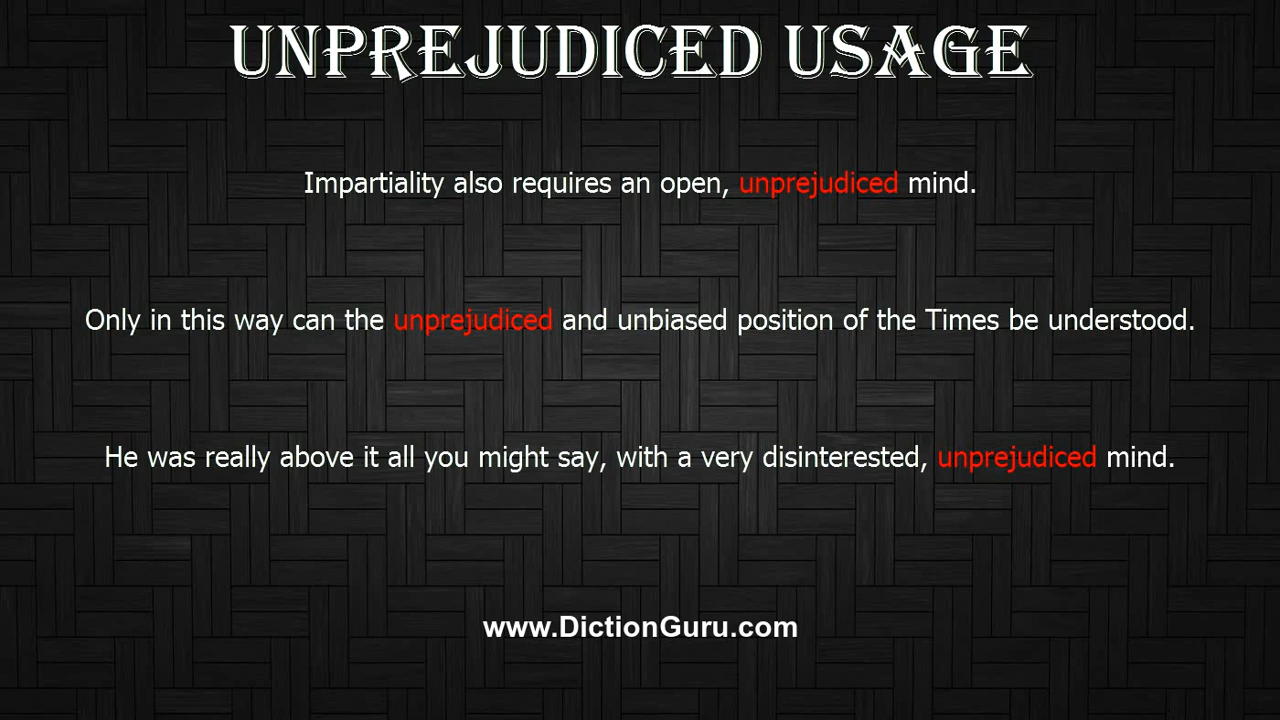 UNPREJUDICED USAGE
Impartiality also requires an open, unprejudiced mind.
Only in this way can the unprejudiced and unbiased position of the Times be understood.
He was really above it all you might say, with a very disinterested, unprejudiced mind.
www.DictionGuru.com